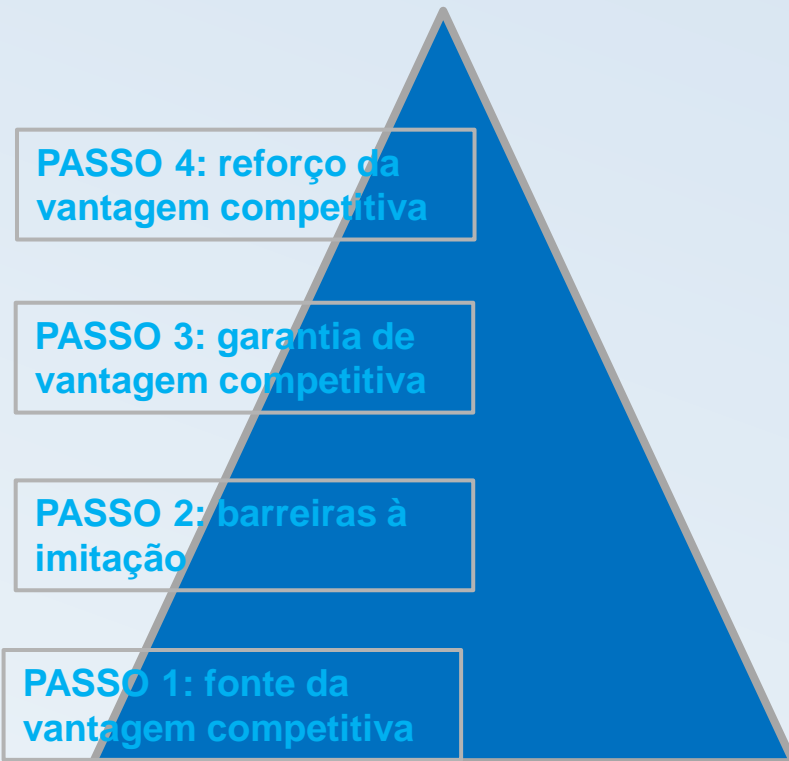 PASSO 4: reforço da
vantagem competitiva
PASSO 3: garantia de
vantagem competitiva
PASSO 2: barreiras à
imitação
PASSO 1: fonte da
vantagem competitiva